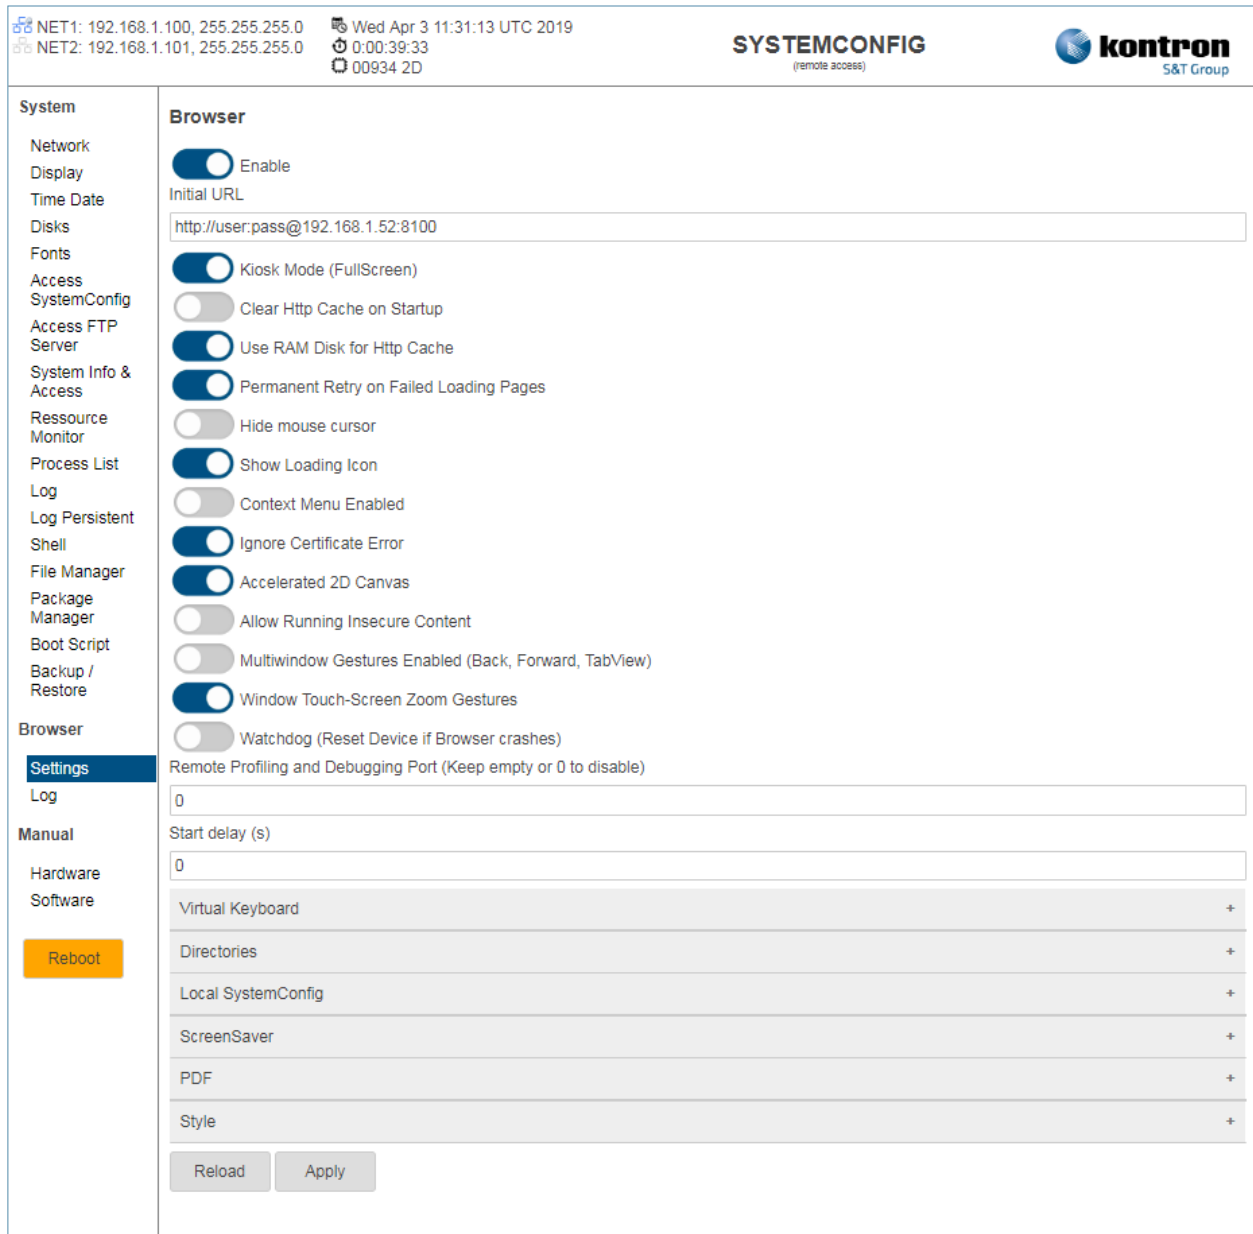 NET1: 192.168.1.100, 255.255.255.0
NET2: 192.168.1.101, 255.255.255.0
Wed Apr 3 11:31:13 UTC 2019
0:00:39:33
00934 2D
SYSTEMCONFIG
(remote access)
kontron
S&T Group
System
Network
Display
Time Date
Disks
Fonts
Access
SystemConfig
Access FTP
Server
System Info &
Access
Ressource
Monitor
Process List
Log
Log Persistent
Shell
File Manager
Package
Manager
Boot Script
Backup /
Restore
Browser
Settings
Log
Manual
Hardware
Software
Reboot
Browser
Enable
Initial URL
http://user:pass@192.168.1.52:8100
Kiosk Mode (FullScreen)
Clear Http Cache on Startup
Use RAM Disk for Http Cache
Permanent Retry on Failed Loading Pages
Hide mouse cursor
Show Loading Icon
Context Menu Enabled
Ignore Certificate Error
Accelerated 2D Canvas
Allow Running Insecure Content
Multiwindow Gestures Enabled (Back, Forward, TabView)
Window Touch-Screen Zoom Gestures
Watchdog (Reset Device if Browser crashes)
Remote Profiling and Debugging Port (Keep empty or 0 to disable)
0
Start delay (s)
0
Virtual Keyboard +
Directories +
Local SystemConfig +
ScreenSaver +
PDF +
Style +
Reload Apply